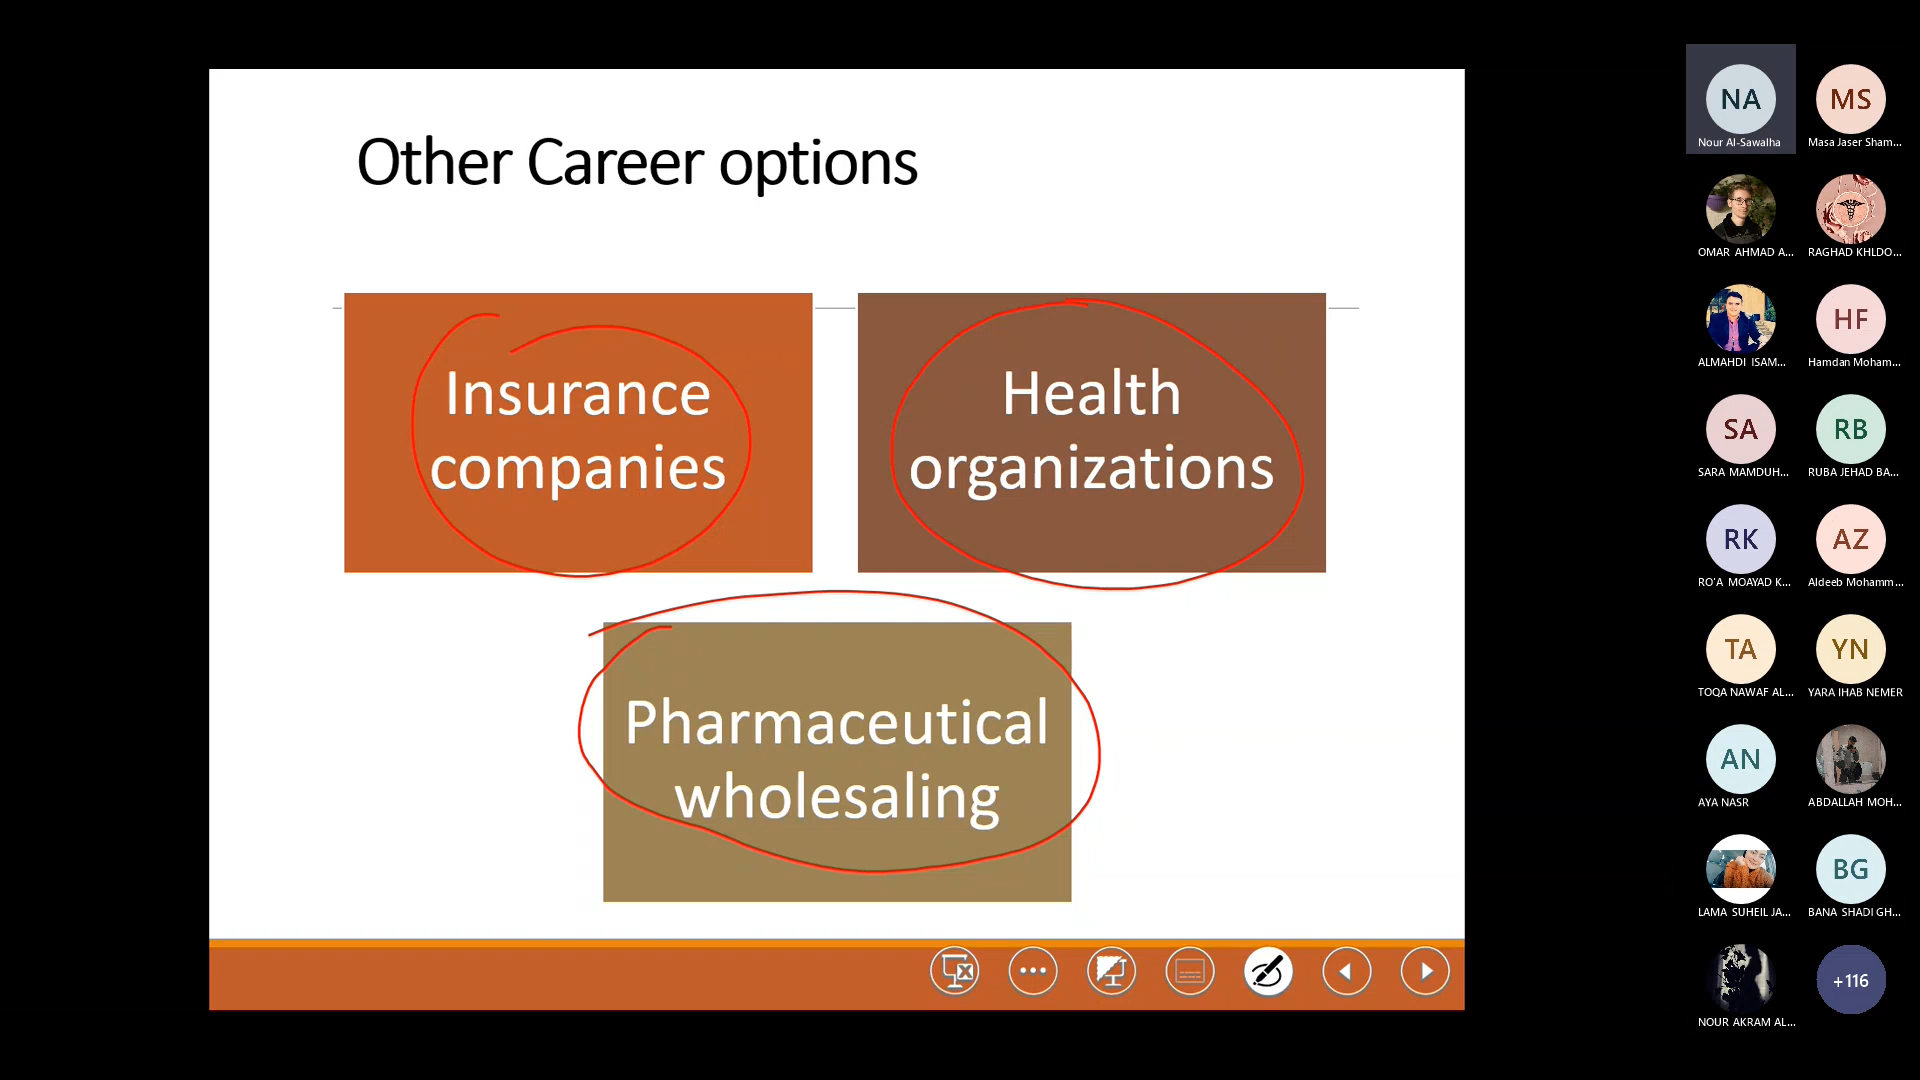 Other Career options
Insurance
companies
Health
organizations
Pharmaceutical
wholesaling
NA
Nour Al-Sawalha
MS
Masa Jaser Sham...
OMAR AHMAD A...
RAGHAD KHLDO...
ALMAHDI ISAM...
HF
Hamdan Moham...
SA
SARA MAMDUH...
RB
RUBA JEHAD BA...
RK
RO'A MOAYAD K...
AZ
Aldeeb Mohamm...
TA
TOQA NAWAF AL...
YN
YARA IHAB NEMER
AN
AYA NASR
ABDALLAH MOH...
LAMA SUHEIL JA...
BG
BANA SHADI GH...
NOUR AKRAM AL...
+116